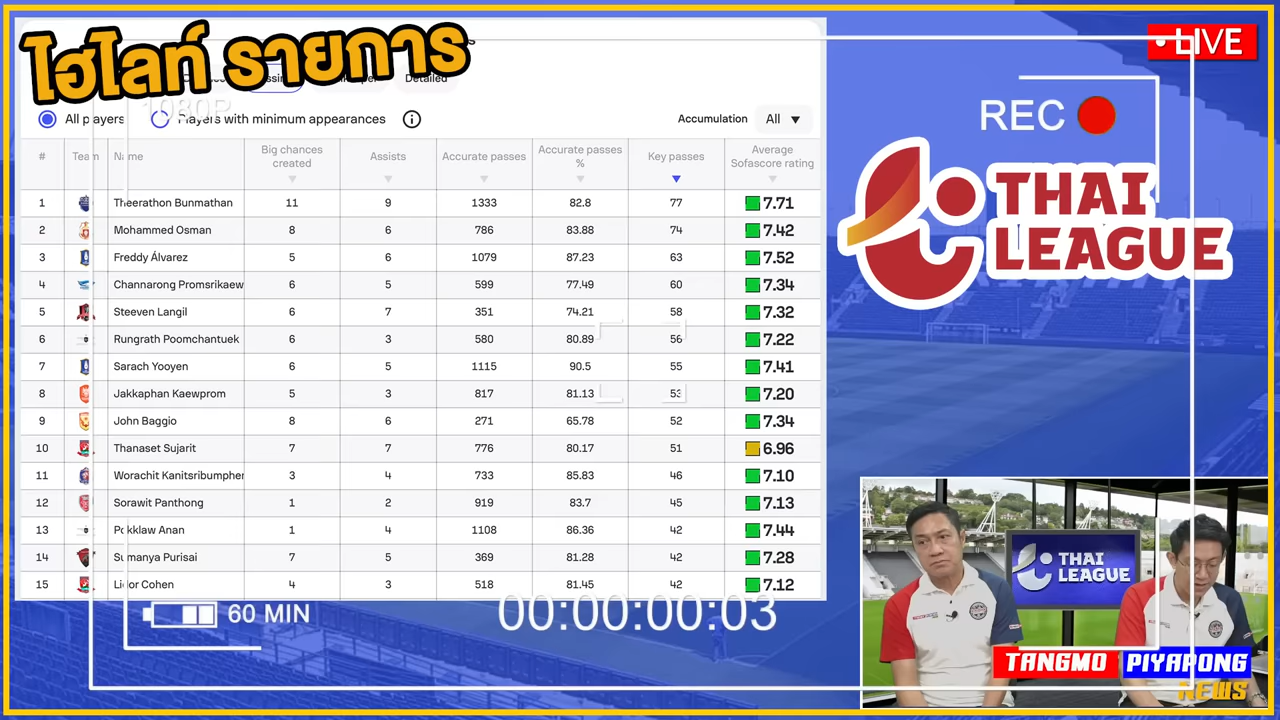 ไฮไลท์ รายการ
LIVE
1080P
Detailed
REC
All players
Players with minimum appearances
Accumulation All
# Team Name Big chances created Assists Accurate passes Accurate passes % Key passes Average Sofascore rating
1 Theerathon Bunmathan 11 9 1333 82.8 77 7.71
2 Mohammed Osman 8 6 786 83.88 74 7.42
3 Freddy Álvarez 5 6 1079 87.23 63 7.52
4 Channarong Promsrikaew 6 5 599 77.49 60 7.34
5 Steeven Langil 6 7 351 74.21 58 7.32
6 Rungrath Poomchantuek 6 3 580 80.89 56 7.22
7 Sarach Yooyen 6 5 1115 90.5 55 7.41
8 Jakkaphan Kaewprom 5 3 817 81.13 53 7.20
9 John Baggio 8 6 271 65.78 52 7.34
10 Thanaset Sujarit 7 7 776 80.17 51 6.96
11 Worachit Kanitsribumpher 3 4 733 85.83 46 7.10
12 Sorawit Panthong 1 2 919 83.7 45 7.13
13 Pokklaw Anan 1 4 1108 86.36 42 7.44
14 Sumanya Purisai 7 5 369 81.28 42 7.28
15 Lidor Cohen 4 3 518 81.45 42 7.12
THAI
LEAGUE
THAI
LEAGUE
60 MIN
00:00:00:03
TANGMO PIYAPONG
NEWS